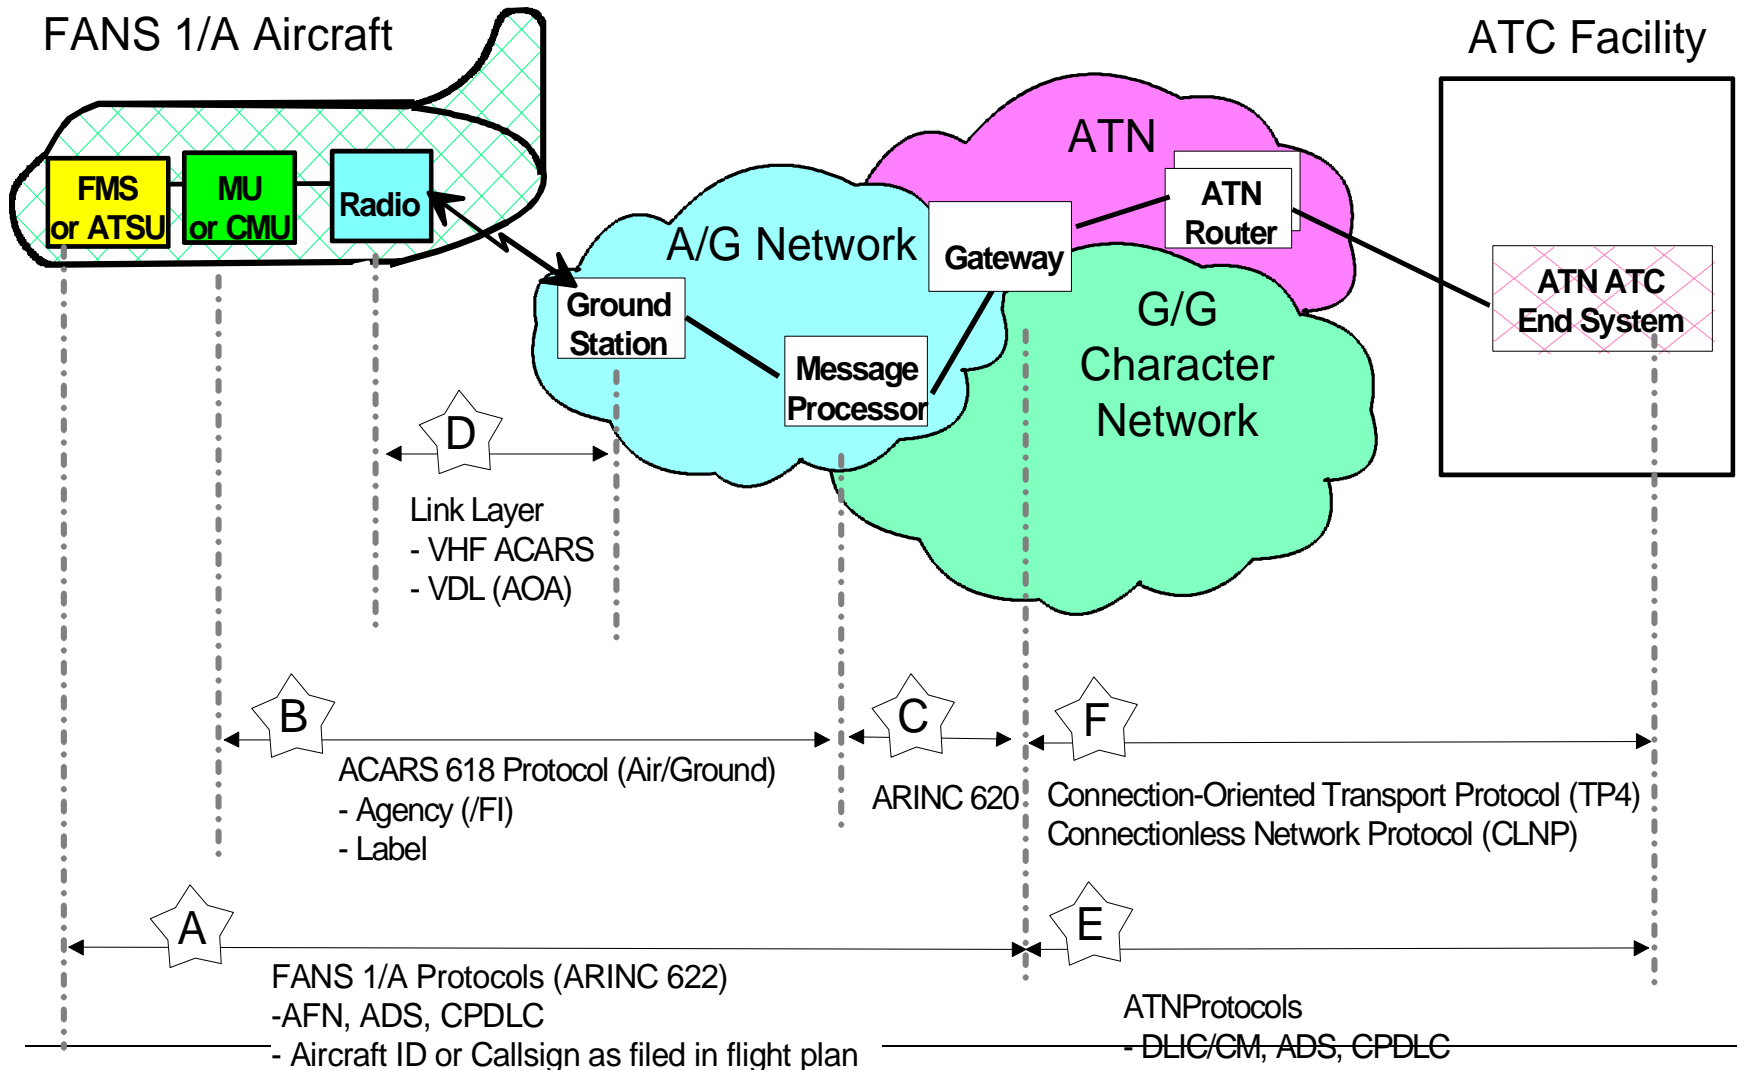 FANS 1/A Aircraft
ATC Facility
ATN
FMS
or ATSU
MU
or CMU
Radio
ATN
Router
A/G Network
Gateway
Ground
Station
G/G
Character
Network
ATN ATC
End System
Message
Processor
D
Link Layer
- VHF ACARS
- VDL (AOA)
B
C
F
ACARS 618 Protocol (Air/Ground)
- Agency (/FI)
- Label
ARINC 620
Connection-Oriented Transport Protocol (TP4)
Connectionless Network Protocol (CLNP)
A
E
FANS 1/A Protocols (ARINC 622)
-AFN, ADS, CPDLC
- Aircraft ID or Callsign as filed in flight plan
ATNProtocols
- DLIC/CM, ADS, CPDLC